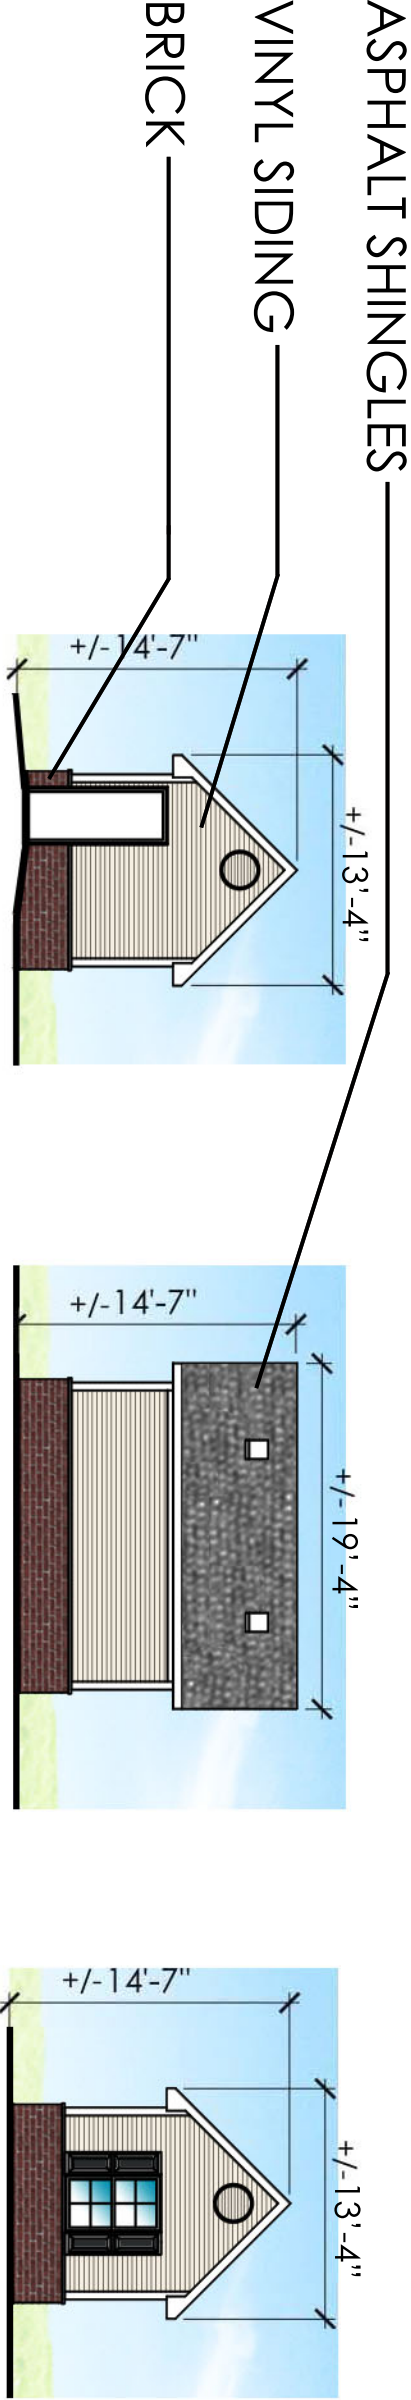 ASPHALT SHINGLES
VINYL SIDING
BRICK
+/-13'-4"
+/-14'-7"
+/-19'-4"
+/-14'-7"
+/-13'-4"
+/-14'-7"